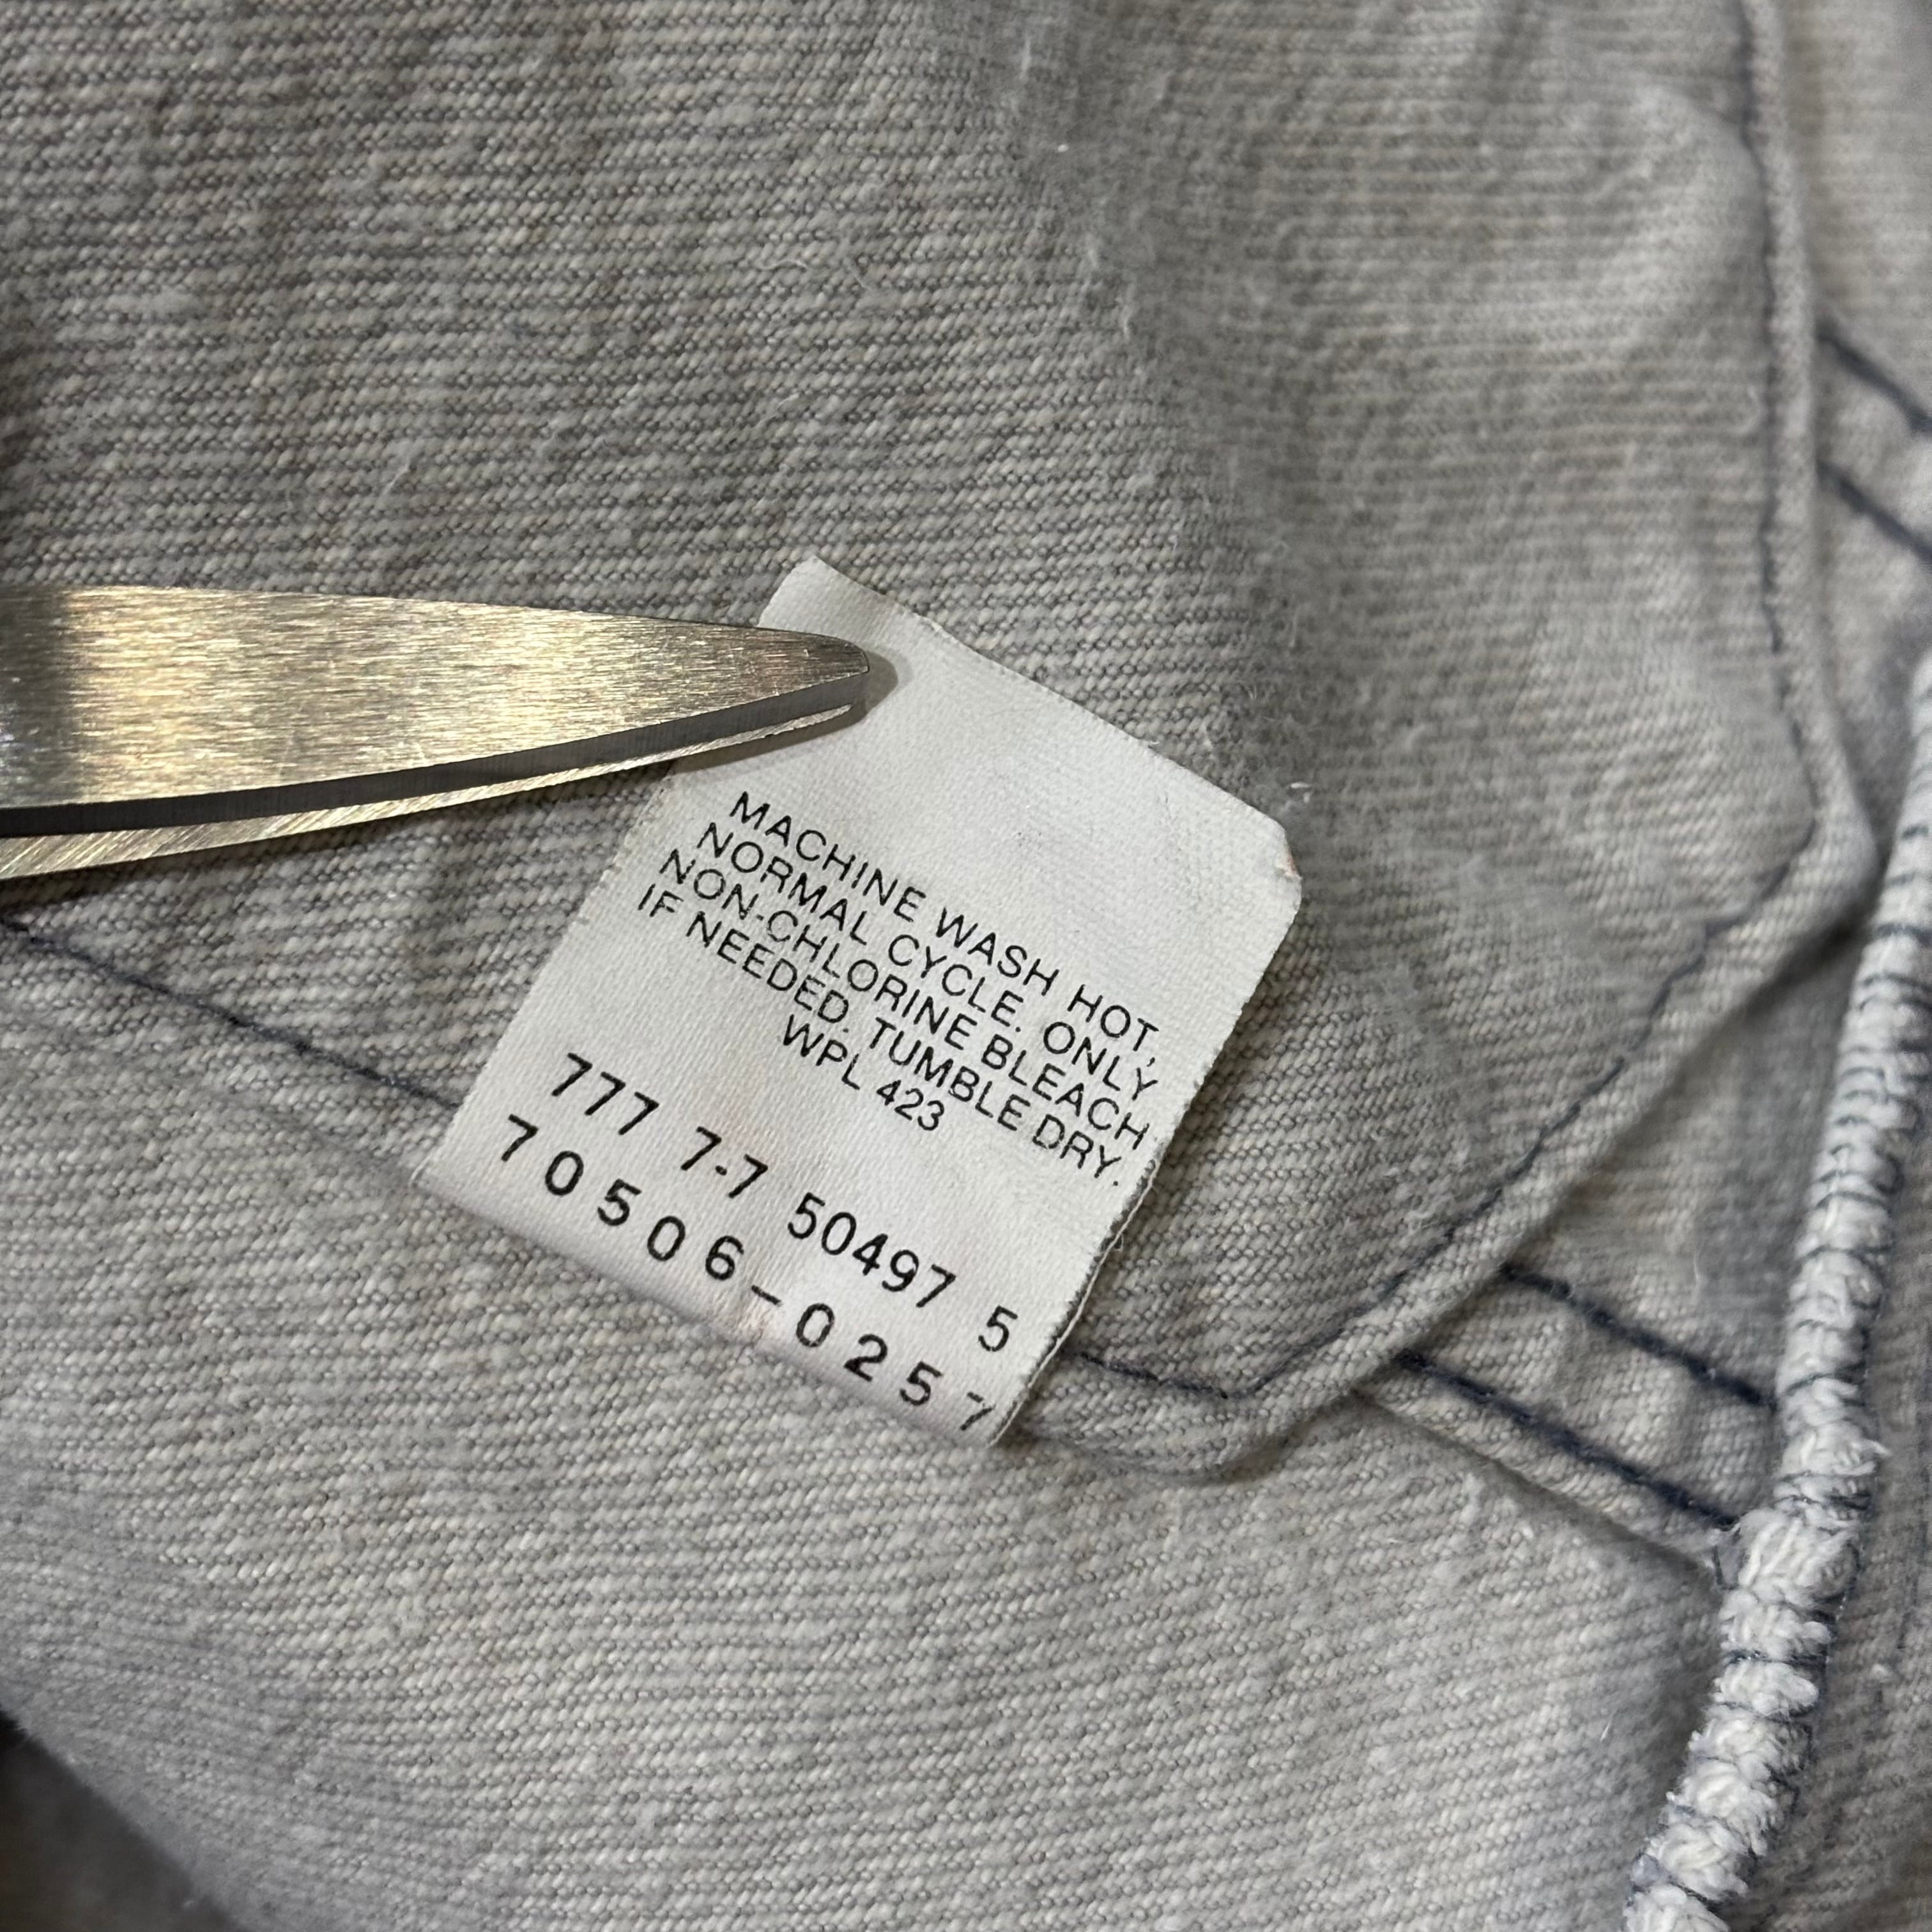 MACHINE WASH HOT,
NORMAL CYCLE. ONLY
NON-CHLORINE BLEACH
IF NEEDED. TUMBLE DRY.
WPL 423
777 7-7 50497 5
70506-0257